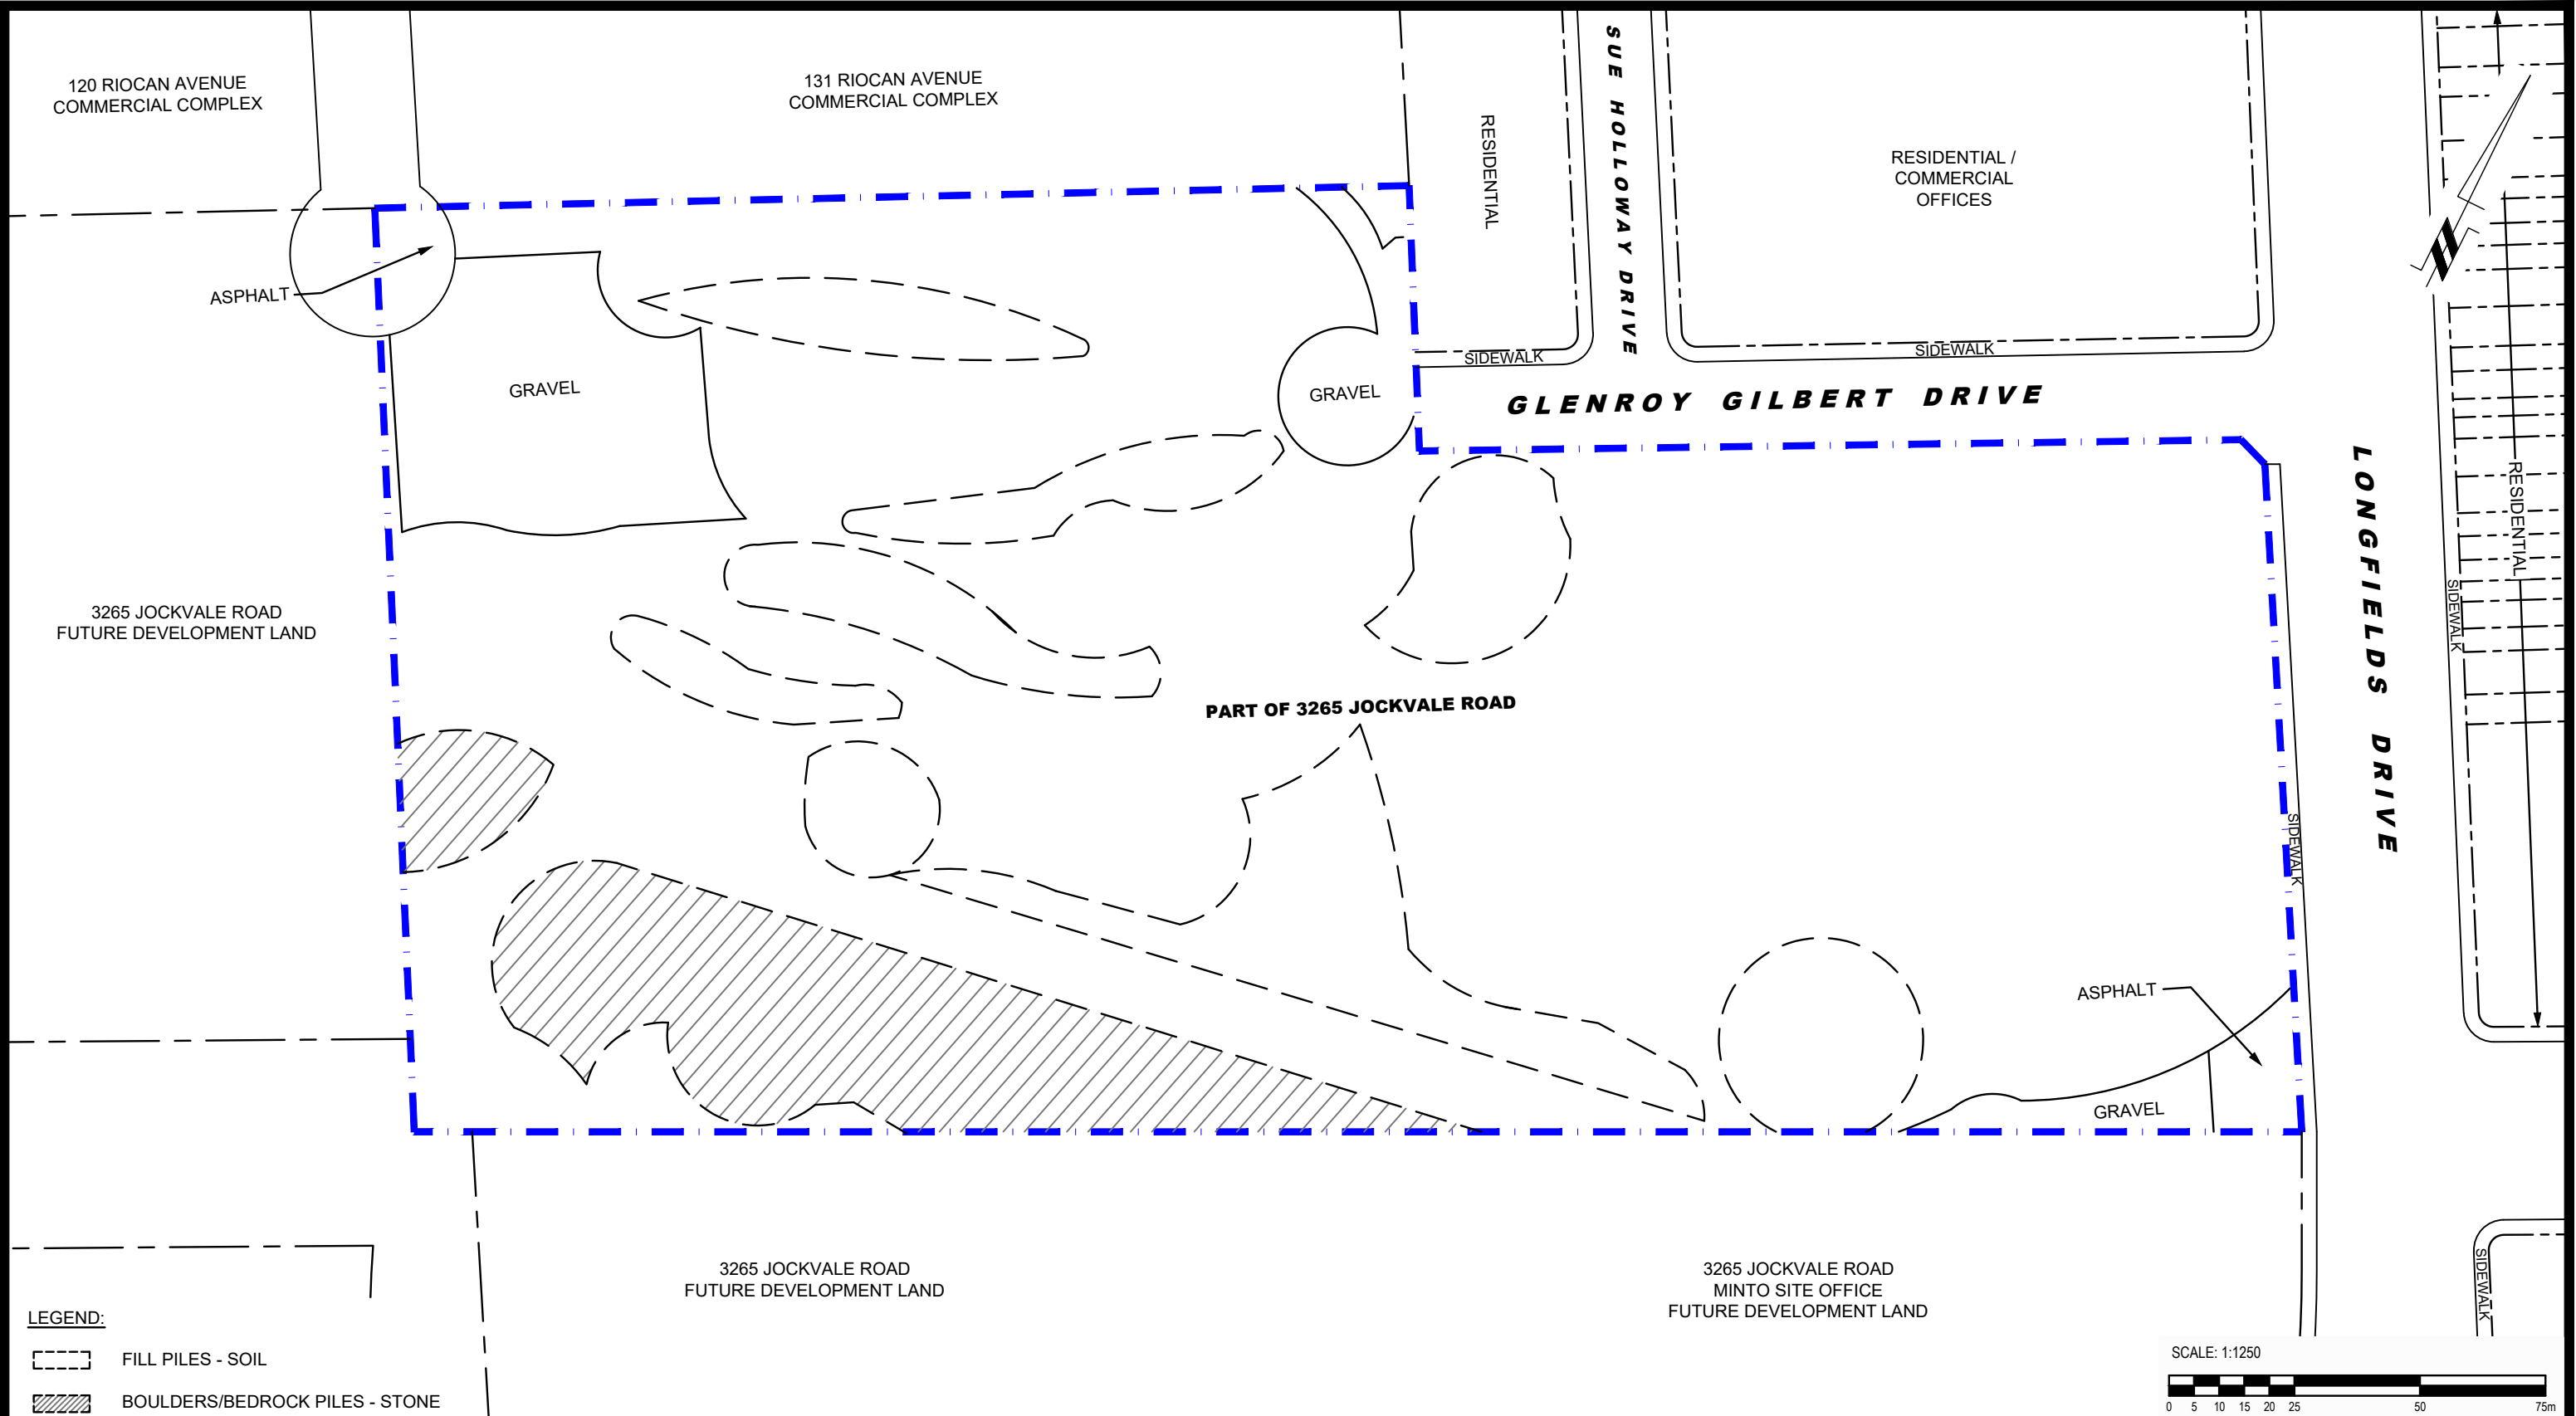 120 RIOCAN AVENUE
COMMERCIAL COMPLEX
131 RIOCAN AVENUE
COMMERCIAL COMPLEX
RESIDENTIAL
SUE HOLLOWAY DRIVE
RESIDENTIAL /
COMMERCIAL
OFFICES
ASPHALT
GRAVEL
GRAVEL
SIDEWALK
SIDEWALK
GLENROY GILBERT DRIVE
LONGFIELDS DRIVE
RESIDENTIAL
SIDEWALK
3265 JOCKVALE ROAD
FUTURE DEVELOPMENT LAND
PART OF 3265 JOCKVALE ROAD
SIDEWALK
ASPHALT
GRAVEL
3265 JOCKVALE ROAD
FUTURE DEVELOPMENT LAND
3265 JOCKVALE ROAD
MINTO SITE OFFICE
FUTURE DEVELOPMENT LAND
SIDEWALK
LEGEND:
FILL PILES - SOIL
BOULDERS/BEDROCK PILES - STONE
SCALE: 1:1250
0 5 10 15 20 25 50 75m